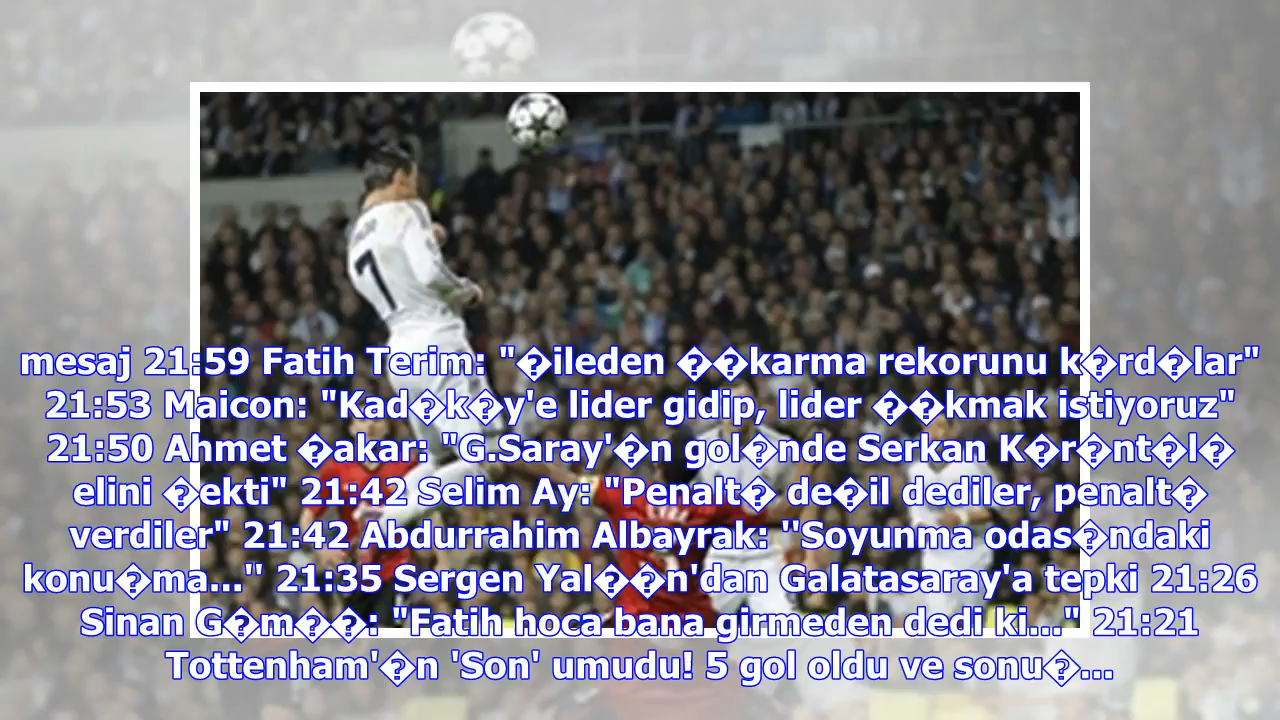 7
mesaj 21:59 Fatih Terim: "�ileden ��karma rekorunu k�rd�lar"
21:53 Maicon: "Kad�k�y'e lider gidip, lider ��kmak istiyoruz"
21:50 Ahmet �akar: "G.Saray'�n gol�nde Serkan K�r�nt�l�
elini �ekti" 21:42 Selim Ay: "Penalt� de�il dediler, penalt�
verdiler" 21:42 Abdurrahim Albayrak: ''Soyunma odas�ndaki
konu�ma...'' 21:35 Sergen Yal��n'dan Galatasaray'a tepki 21:26
Sinan G�m��: "Fatih hoca bana girmeden dedi ki..." 21:21
Tottenham'�n 'Son' umudu! 5 gol oldu ve sonu�...